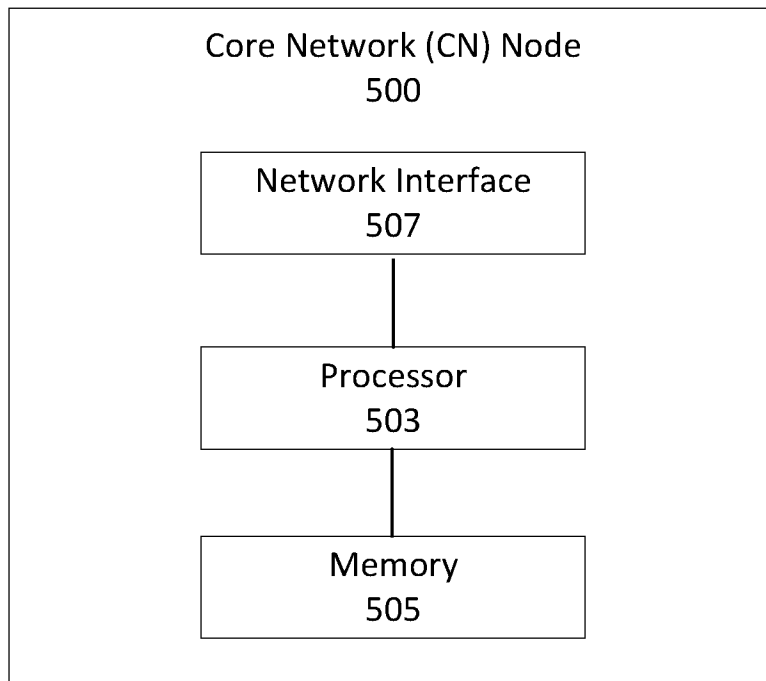 Core Network (CN) Node
500
Network Interface
507
Processor
503
Memory
505